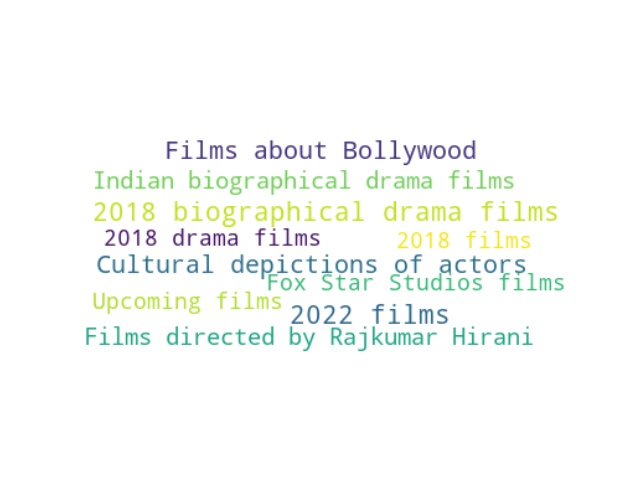 Films about Bollywood
Indian biographical drama films
2018 biographical drama films
2018 drama films
2018 films
Cultural depictions of actors
Fox Star Studios films
Upcoming films
2022 films
Films directed by Rajkumar Hirani